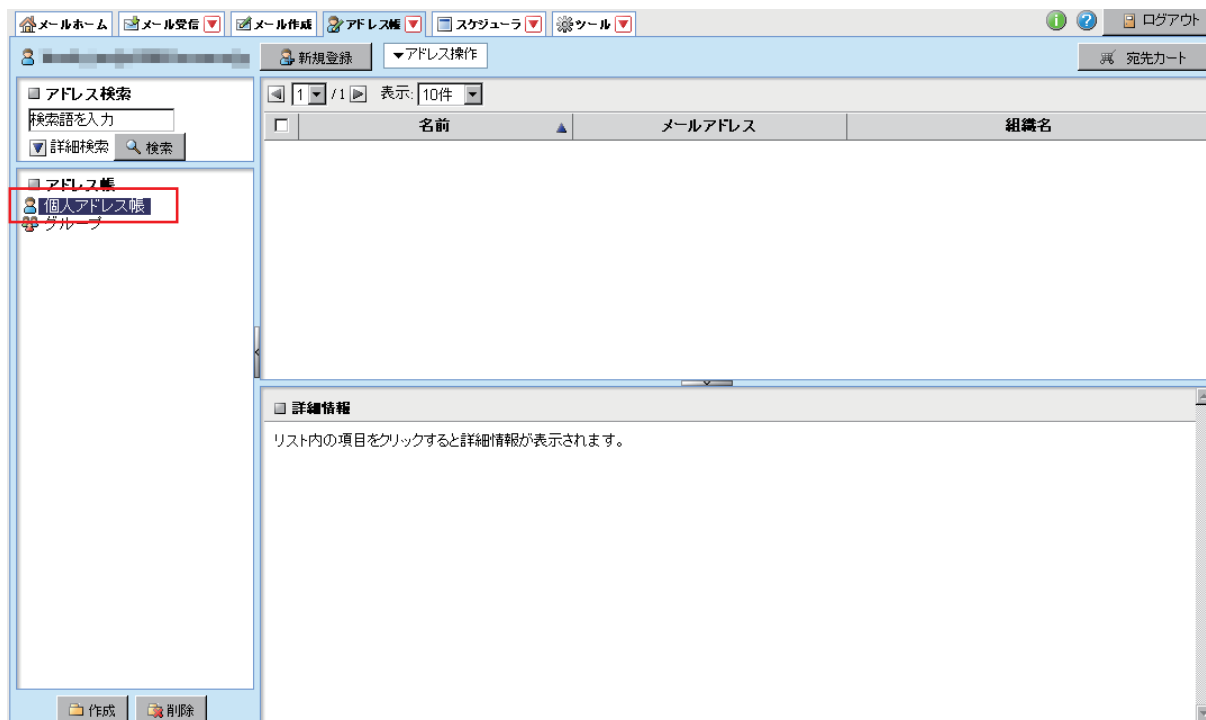 メールホーム メール受信 メール作成 アドレス帳 スケジューラ ツール ログアウト
新規登録 ▼アドレス操作 宛先カート
アドレス検索
検索語を入力
詳細検索 検索
アドレス帳
個人アドレス帳
グループ
1 /1 表示: 10件
名前 メールアドレス 組織名
詳細情報
リスト内の項目をクリックすると詳細情報が表示されます。
作成 削除